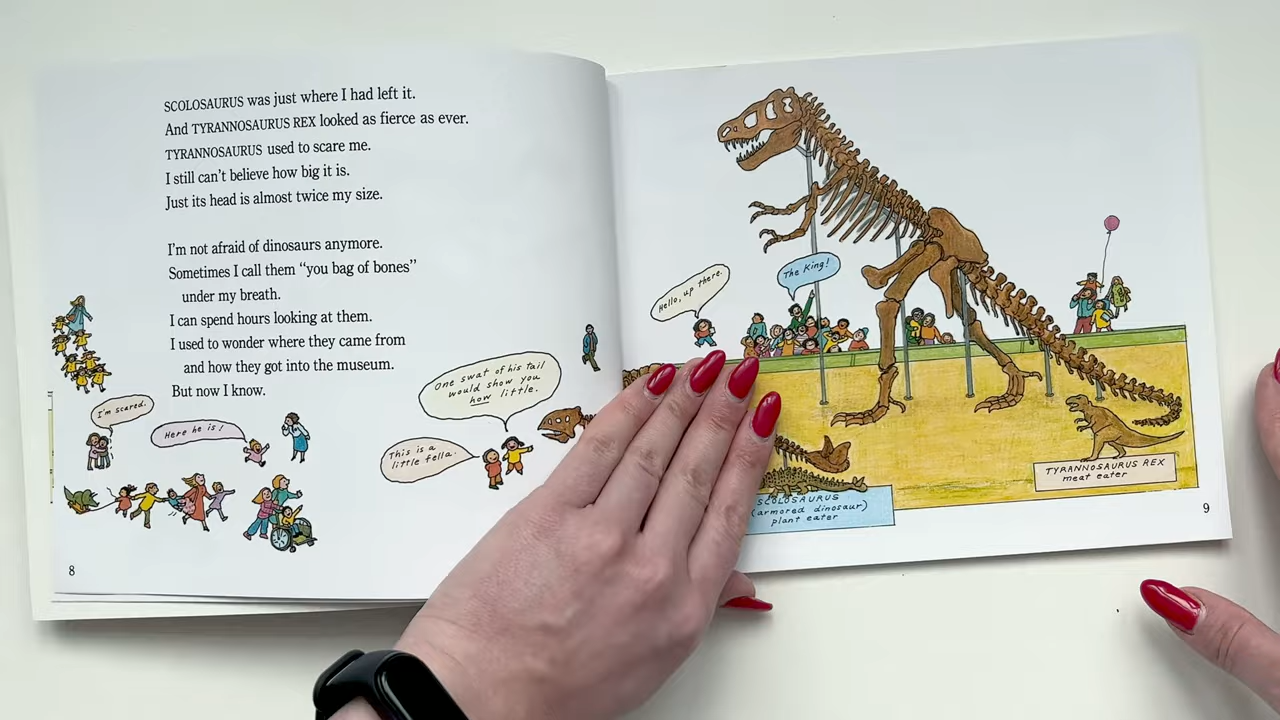 SCOLOSAURUS was just where I had left it.
And TYRANNOSAURUS REX looked as fierce as ever.
TYRANNOSAURUS used to scare me.
I still can't believe how big it is.
Just its head is almost twice my size.
I'm not afraid of dinosaurs anymore.
Sometimes I call them “you bag of bones”
under my breath.
I can spend hours looking at them.
I used to wonder where they came from
and how they got into the museum.
But now I know.
I'm scared.
Here he is!
One swat of his tail
would show you
how little.
This is a
little fella.
8
Hello, up there.
The King!
SCOLOSAURUS
(armored dinosaur)
plant eater
TYRANNOSAURUS REX
meat eater
9